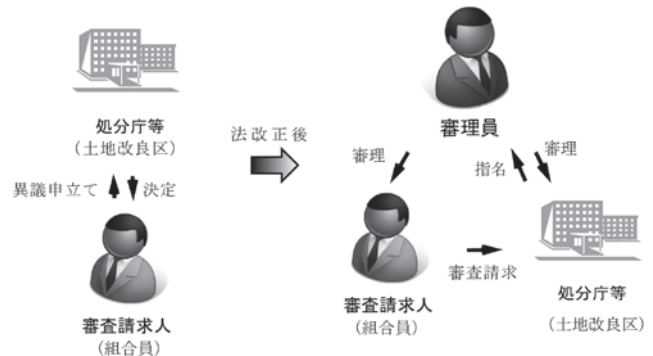 処分庁等
(土地改良区)
異議申立て
決定
審査請求人
(組合員)
法改正後
審理員
審理
指名
審理
審査請求人
(組合員)
審査請求
処分庁等
(土地改良区)